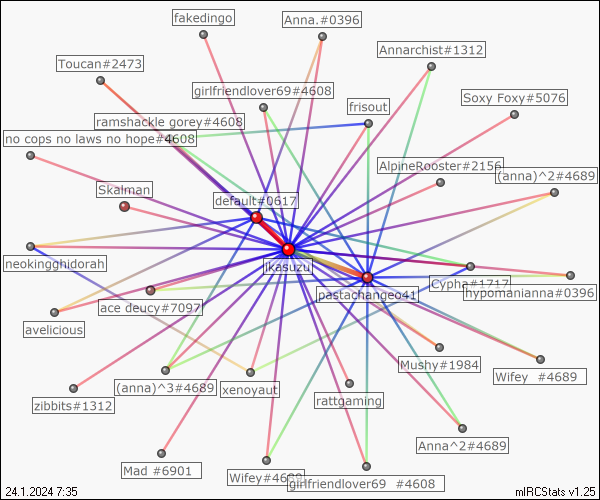 fakedingo
Anna.#0396
Annarchist#1312
Toucan#2473
girlfriendlover69#4608
Soxy Foxy#5076
frisout
ramshackle gorey#4608
no cops no laws no hope#4608
AlpineRooster#2156
(anna)^2#4689
Skalman
default#0617
jkasuzu
neokingghidorah
pastachangeo41
Cypha#1717
hypomanianna#0396
ace deucy#7097
avelicious
Mushy#1984
Wifey #4689
(anna)^3#4689
xenoyaut
rattgaming
zibbits#1312
Anna^2#4689
Mad #6901
Wifey#4689
girlfriendlover69 #4608
24.1.2024 7:35
mIRCStats v1.25